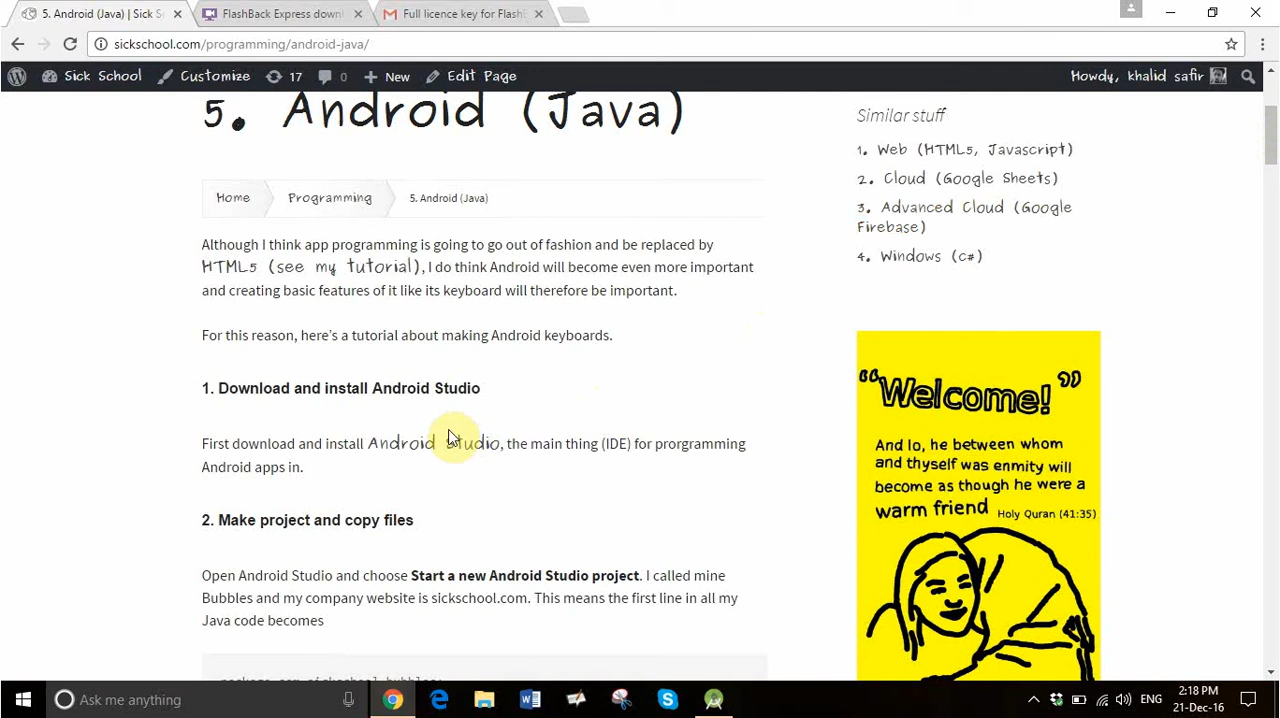 5. Android (Java) | Sick S
FlashBack Express downl
Full licence key for FlashB
sickschool.com/programming/android-java/
Sick School
Customize
17
0
New
Edit Page
Howdy, khalid safir
5. Android (Java)
Home
Programming
5. Android (Java)
Although I think app programming is going to go out of fashion and be replaced by
HTML5 (see my tutorial), I do think Android will become even more important
and creating basic features of it like its keyboard will therefore be important.
For this reason, here's a tutorial about making Android keyboards.
1. Download and install Android Studio
First download and install Android Studio, the main thing (IDE) for prorgramming
Android apps in.
2. Make project and copy files
Open Android Studio and choose Start a new Android Studio project. I called mine
Bubbles and my company website is sickschool.com. This means the first line in all my
Java code becomes
package com.sickschool.bubbles;
Similar stuff
1. Web (HTML5, Javascript)
2. Cloud (Google Sheets)
3. Advanced Cloud (Google
Firebase)
4. Windows (c#)
"Welcome!"
And lo, he between whom
and thyself was enmity will
become as though he were a
warm friend Holy Quran (41:35)
Ask me anything
ENG
2:18 PM
21-Dec-16